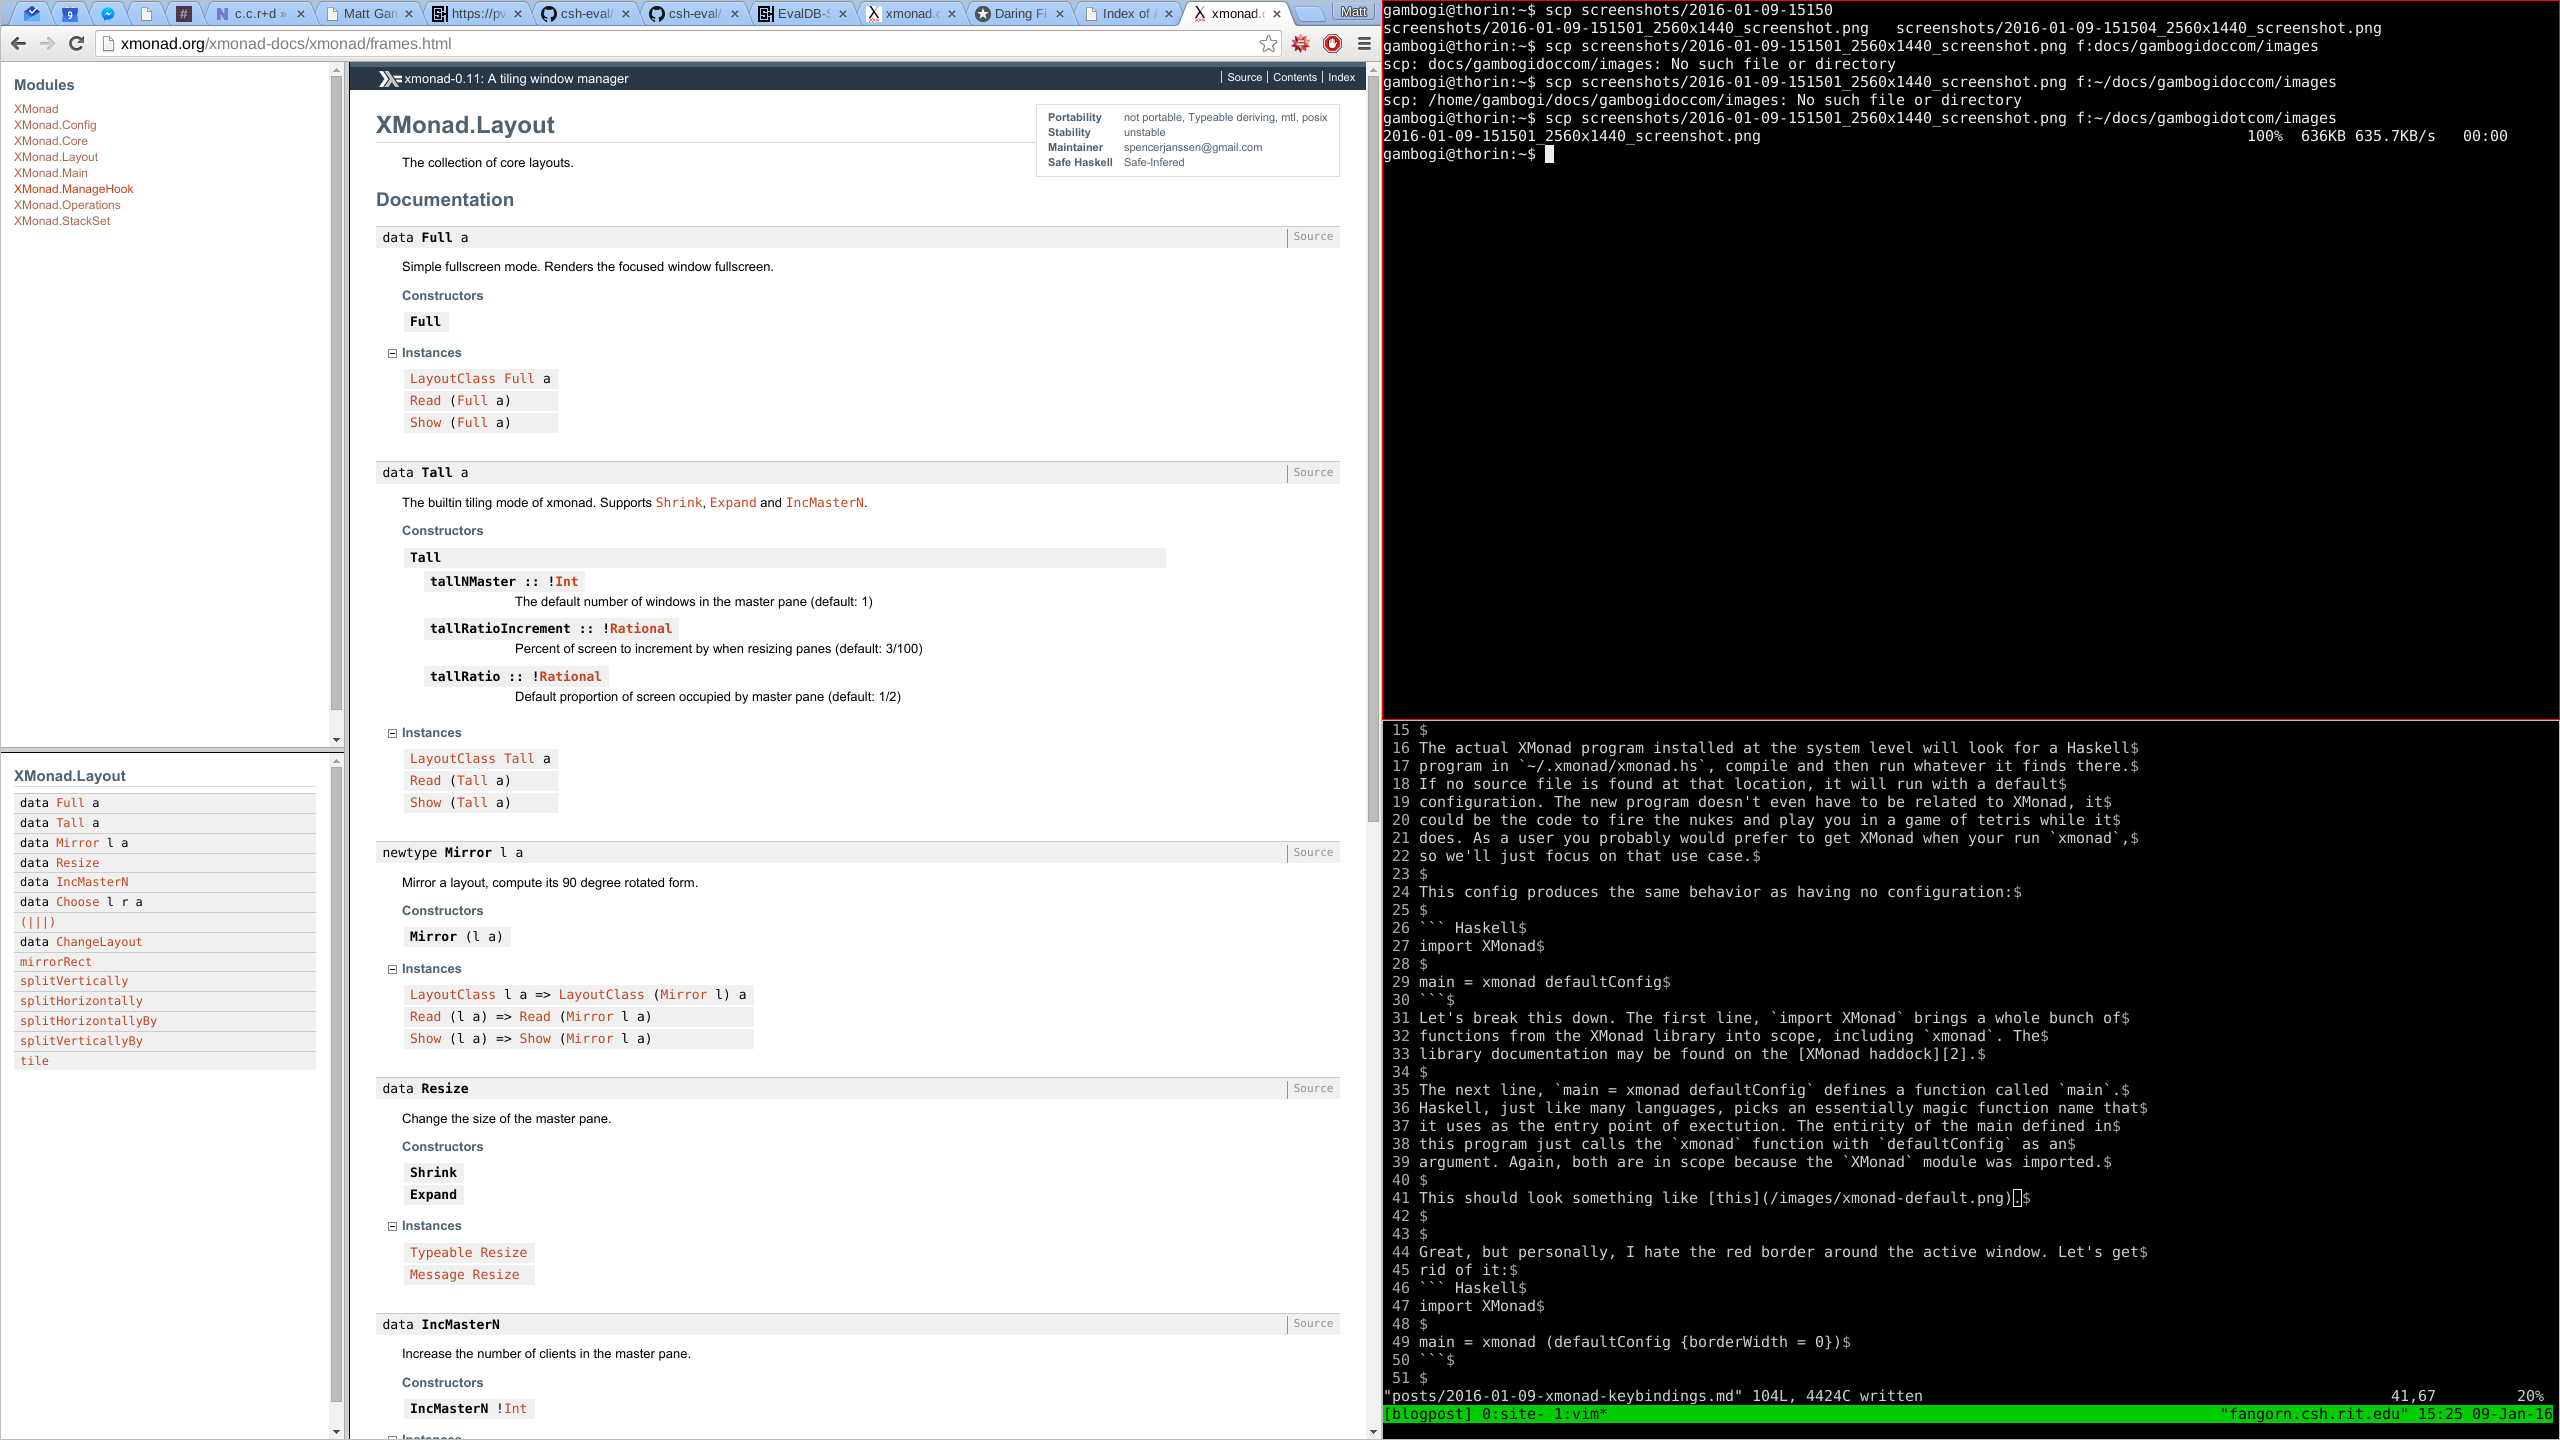 c.c.r+d »
Matt Gan
https://pv
csh-eval/
csh-eval/
EvalDB-S
xmonad.o
Daring Fi
Index of /
xmonad.o
Matt
xmonad.org/xmonad-docs/xmonad/frames.html
Modules
XMonad
XMonad.Config
XMonad.Core
XMonad.Layout
XMonad.Main
XMonad.ManageHook
XMonad.Operations
XMonad.StackSet
XMonad.Layout
data Full a
data Tall a
data Mirror l a
data Resize
data IncMasterN
data Choose l r a
(|||)
data ChangeLayout
mirrorRect
splitVertically
splitHorizontally
splitHorizontallyBy
splitVerticallyBy
tile
xmonad-0.11: A tiling window manager
Source Contents Index
XMonad.Layout
Portability not portable, Typeable deriving, mtl, posix
Stability unstable
Maintainer spencerjanssen@gmail.com
Safe Haskell Safe-Infered
The collection of core layouts.
Documentation
data Full a Source
Simple fullscreen mode. Renders the focused window fullscreen.
Constructors
Full
Instances
LayoutClass Full a
Read (Full a)
Show (Full a)
data Tall a Source
The builtin tiling mode of xmonad. Supports Shrink, Expand and IncMasterN.
Constructors
Tall
tallNMaster :: !Int
The default number of windows in the master pane (default: 1)
tallRatioIncrement :: !Rational
Percent of screen to increment by when resizing panes (default: 3/100)
tallRatio :: !Rational
Default proportion of screen occupied by master pane (default: 1/2)
Instances
LayoutClass Tall a
Read (Tall a)
Show (Tall a)
newtype Mirror l a Source
Mirror a layout, compute its 90 degree rotated form.
Constructors
Mirror (l a)
Instances
LayoutClass l a => LayoutClass (Mirror l) a
Read (l a) => Read (Mirror l a)
Show (l a) => Show (Mirror l a)
data Resize Source
Change the size of the master pane.
Constructors
Shrink
Expand
Instances
Typeable Resize
Message Resize
data IncMasterN Source
Increase the number of clients in the master pane.
Constructors
IncMasterN !Int
Instances
gambogi@thorin:~$ scp screenshots/2016-01-09-15150
screenshots/2016-01-09-151501_2560x1440_screenshot.png screenshots/2016-01-09-151504_2560x1440_screenshot.png
gambogi@thorin:~$ scp screenshots/2016-01-09-151501_2560x1440_screenshot.png f:docs/gambogidoccom/images
scp: docs/gambogidoccom/images: No such file or directory
gambogi@thorin:~$ scp screenshots/2016-01-09-151501_2560x1440_screenshot.png f:~/docs/gambogidoccom/images
scp: /home/gambogi/docs/gambogidoccom/images: No such file or directory
gambogi@thorin:~$ scp screenshots/2016-01-09-151501_2560x1440_screenshot.png f:~/docs/gambogidotcom/images
2016-01-09-151501_2560x1440_screenshot.png 100% 636KB 635.7KB/s 00:00
gambogi@thorin:~$
15 $
16 The actual XMonad program installed at the system level will look for a Haskell$
17 program in `~/.xmonad/xmonad.hs`, compile and then run whatever it finds there.$
18 If no source file is found at that location, it will run with a default$
19 configuration. The new program doesn't even have to be related to XMonad, it$
20 could be the code to fire the nukes and play you in a game of tetris while it$
21 does. As a user you probably would prefer to get XMonad when your run `xmonad`,$
22 so we'll just focus on that use case.$
23 $
24 This config produces the same behavior as having no configuration:$
25 $
26 ``` Haskell$
27 import XMonad$
28 $
29 main = xmonad defaultConfig$
30 ```$
31 Let's break this down. The first line, `import XMonad` brings a whole bunch of$
32 functions from the XMonad library into scope, including `xmonad`. The$
33 library documentation may be found on the [XMonad haddock][2].$
34 $
35 The next line, `main = xmonad defaultConfig` defines a function called `main`.$
36 Haskell, just like many languages, picks an essentially magic function name that$
37 it uses as the entry point of exectution. The entirity of the main defined in$
38 this program just calls the `xmonad` function with `defaultConfig` as an$
39 argument. Again, both are in scope because the `XMonad` module was imported.$
40 $
41 This should look something like [this](/images/xmonad-default.png).$
42 $
43 $
44 Great, but personally, I hate the red border around the active window. Let's get$
45 rid of it:$
46 ``` Haskell$
47 import XMonad$
48 $
49 main = xmonad (defaultConfig {borderWidth = 0})$
50 ```$
51 $
"posts/2016-01-09-xmonad-keybindings.md" 104L, 4424C written 41,67 20%
[blogpost] 0:site- 1:vim* "fangorn.csh.rit.edu" 15:25 09-Jan-16